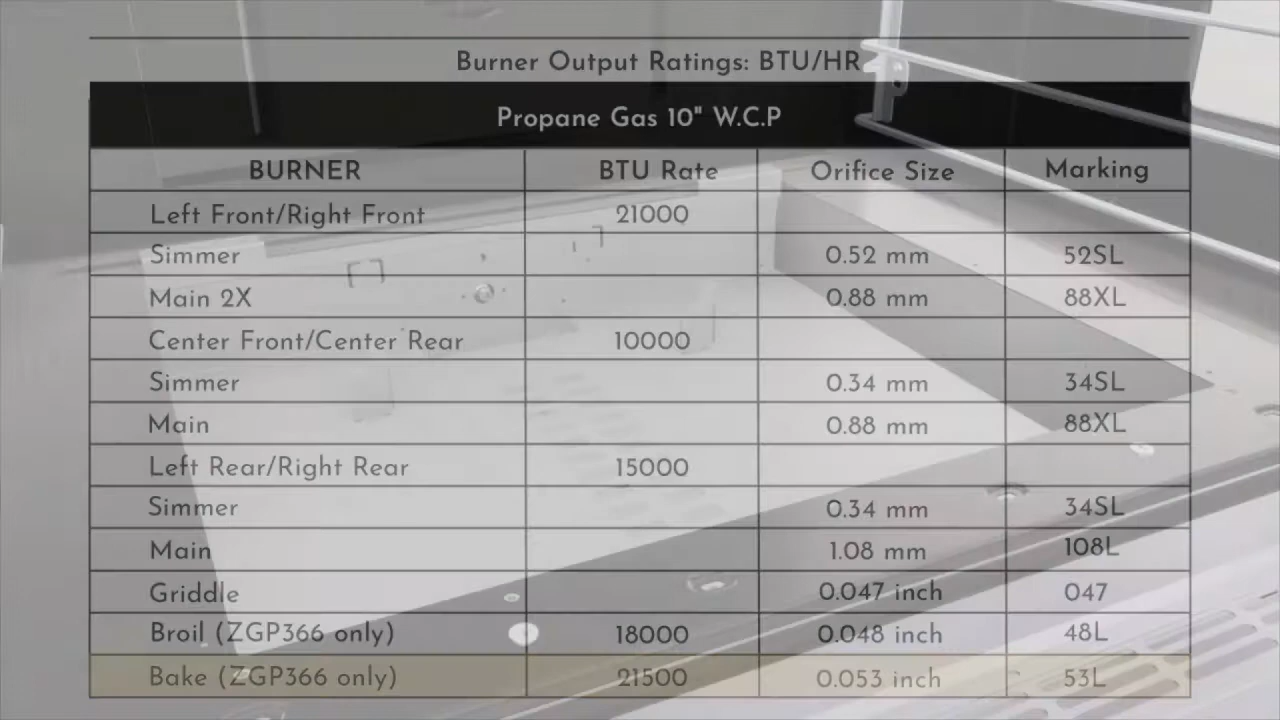 Burner Output Ratings: BTU/HR
Propane Gas 10" W.C.P
BURNER BTU Rate Orifice Size Marking
Left Front/Right Front 21000
Simmer 0.52 mm 52SL
Main 2X 0.88 mm 88XL
Center Front/Center Rear 10000
Simmer 0.34 mm 34SL
Main 0.88 mm 88XL
Left Rear/Right Rear 15000
Simmer 0.34 mm 34SL
Main 1.08 mm 108L
Griddle 0.047 inch 047
Broil (ZGP366 only) 18000 0.048 inch 48L
Bake (ZGP366 only) 21500 0.053 inch 53L